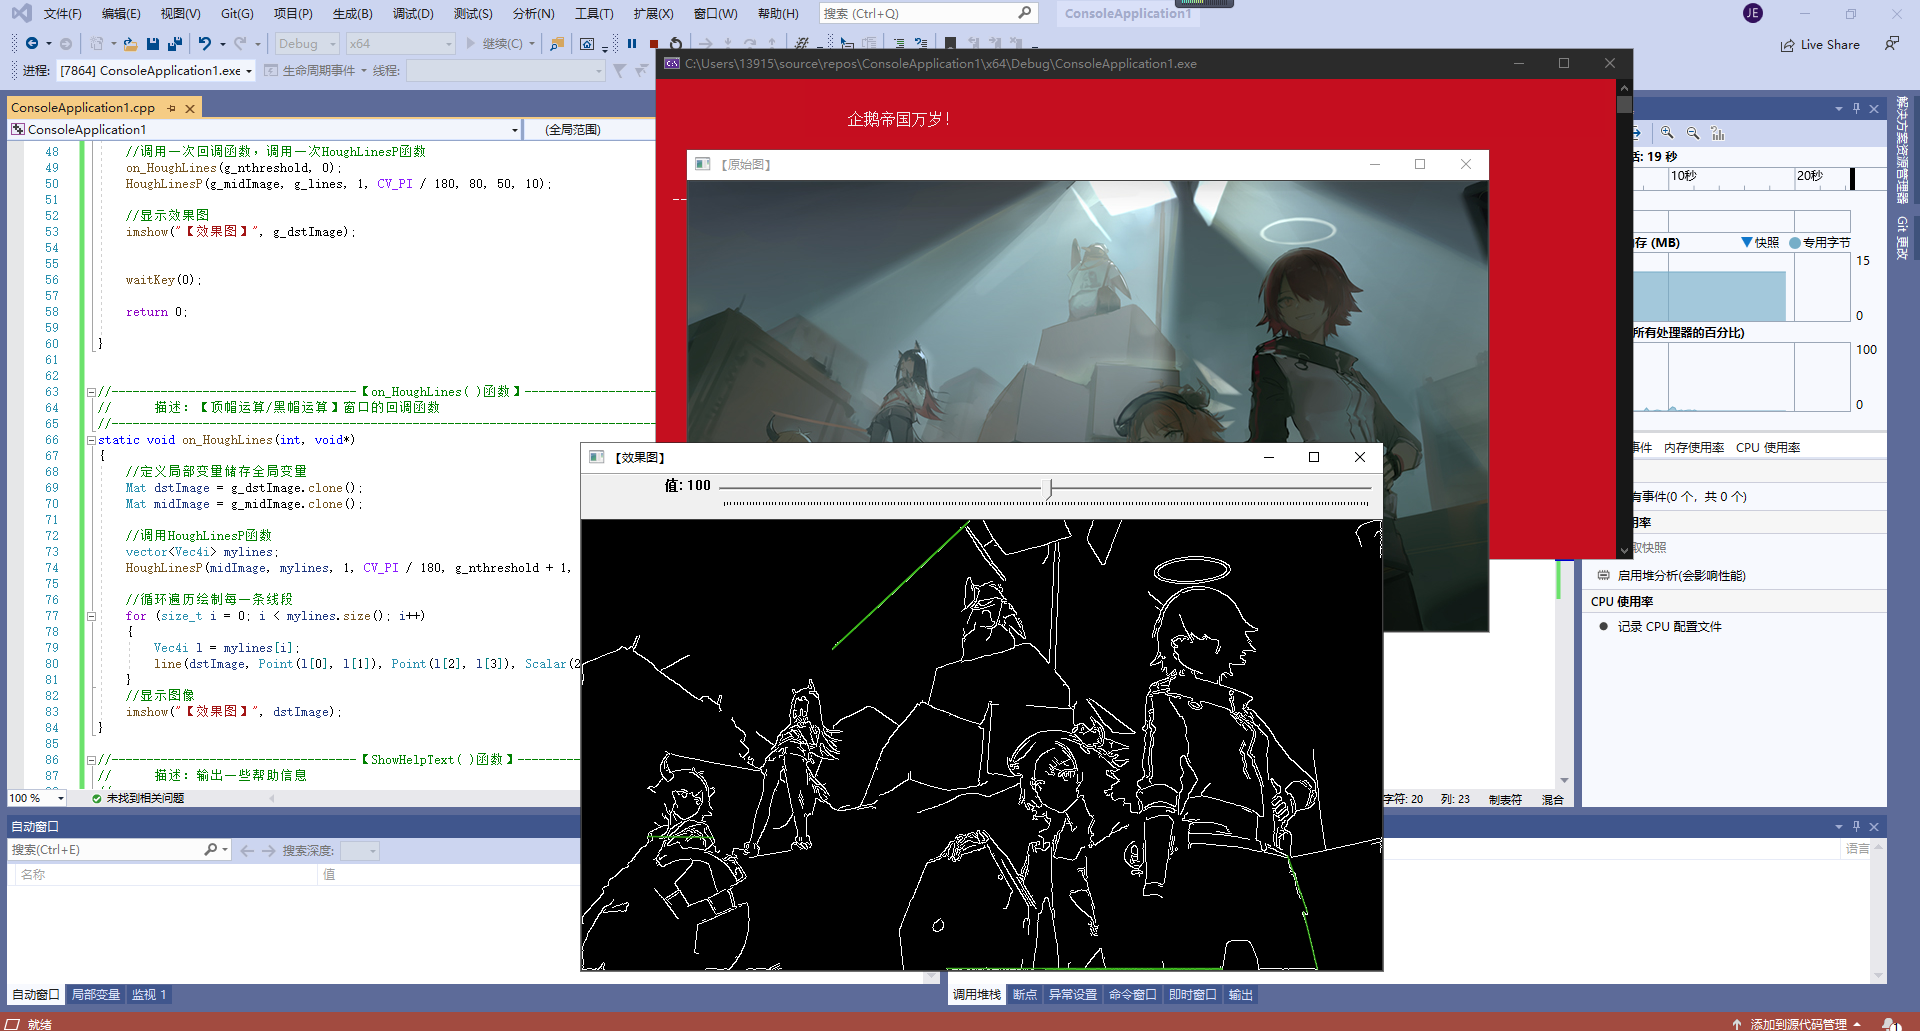 文件(F) 编辑(E) 视图(V) Git(G) 项目(P) 生成(B) 调试(D) 测试(S) 分析(N) 工具(T) 扩展(X) 窗口(W) 帮助(H) 搜索 (Ctrl+Q) ConsoleApplication1 JE
Debug x64 继续(C) Live Share
进程: [7864] ConsoleApplication1.exe 生命周期事件 线程:
C:\Users\13915\source\repos\ConsoleApplication1\x64\Debug\ConsoleApplication1.exe
企鹅帝国万岁!
【原始图】
ConsoleApplication1.cpp
ConsoleApplication1 (全局范围)
48 //调用一次回调函数，调用一次HoughLinesP函数
49 on_HoughLines(g_nthreshold, 0);
50 HoughLinesP(g_midImage, g_lines, 1, CV_PI / 180, 80, 50, 10);
51
52 //显示效果图
53 imshow("【效果图】", g_dstImage);
54
55
56 waitKey(0);
57
58 return 0;
59
60 }
61
62
63 //-----------------------------------【on_HoughLines( )函数】-------------------
64 // 描述：【顶帽运算/黑帽运算】窗口的回调函数
65 //------------------------------------------------------------------------------
66 static void on_HoughLines(int, void*)
67 {
68 //定义局部变量储存全局变量
69 Mat dstImage = g_dstImage.clone();
70 Mat midImage = g_midImage.clone();
71
72 //调用HoughLinesP函数
73 vector<Vec4i> mylines;
74 HoughLinesP(midImage, mylines, 1, CV_PI / 180, g_nthreshold + 1,
75
76 //循环遍历绘制每一条线段
77 for (size_t i = 0; i < mylines.size(); i++)
78 {
79 Vec4i l = mylines[i];
80 line(dstImage, Point(l[0], l[1]), Point(l[2], l[3]), Scalar(2
81 }
82 //显示图像
83 imshow("【效果图】", dstImage);
84 }
85
86 //-----------------------------------【ShowHelpText( )函数】----------
87 // 描述：输出一些帮助信息
100 % 未找到相关问题
【效果图】
值: 100
字符: 20 列: 23 制表符 混合
: 19 秒
10秒 20秒
存 (MB) 快照 专用字节
15
0
所有处理器的百分比)
100
0
事件 内存使用率 CPU 使用率
有事件(0 个，共 0 个)
用率
取快照
启用堆分析(会影响性能)
CPU 使用率
记录 CPU 配置文件
解决方案资源管理器
Git 更改
自动窗口
搜索(Ctrl+E) 搜索深度:
名称 值
语言
自动窗口 局部变量 监视 1
调用堆栈 断点 异常设置 命令窗口 即时窗口 输出
就绪 添加到源代码管理 1